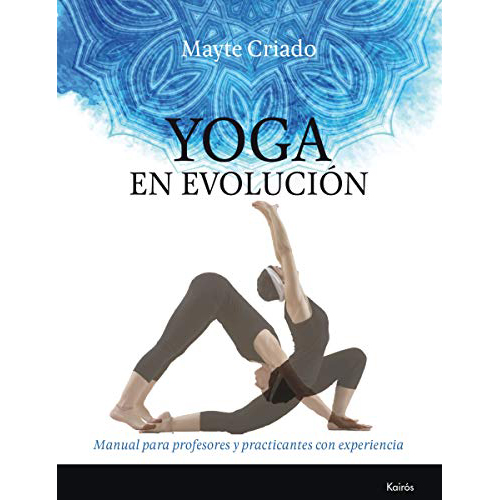 Mayte Criado
YOGA
EN EVOLUCIÓN
Manual para profesores y practicantes con experiencia
Kairós